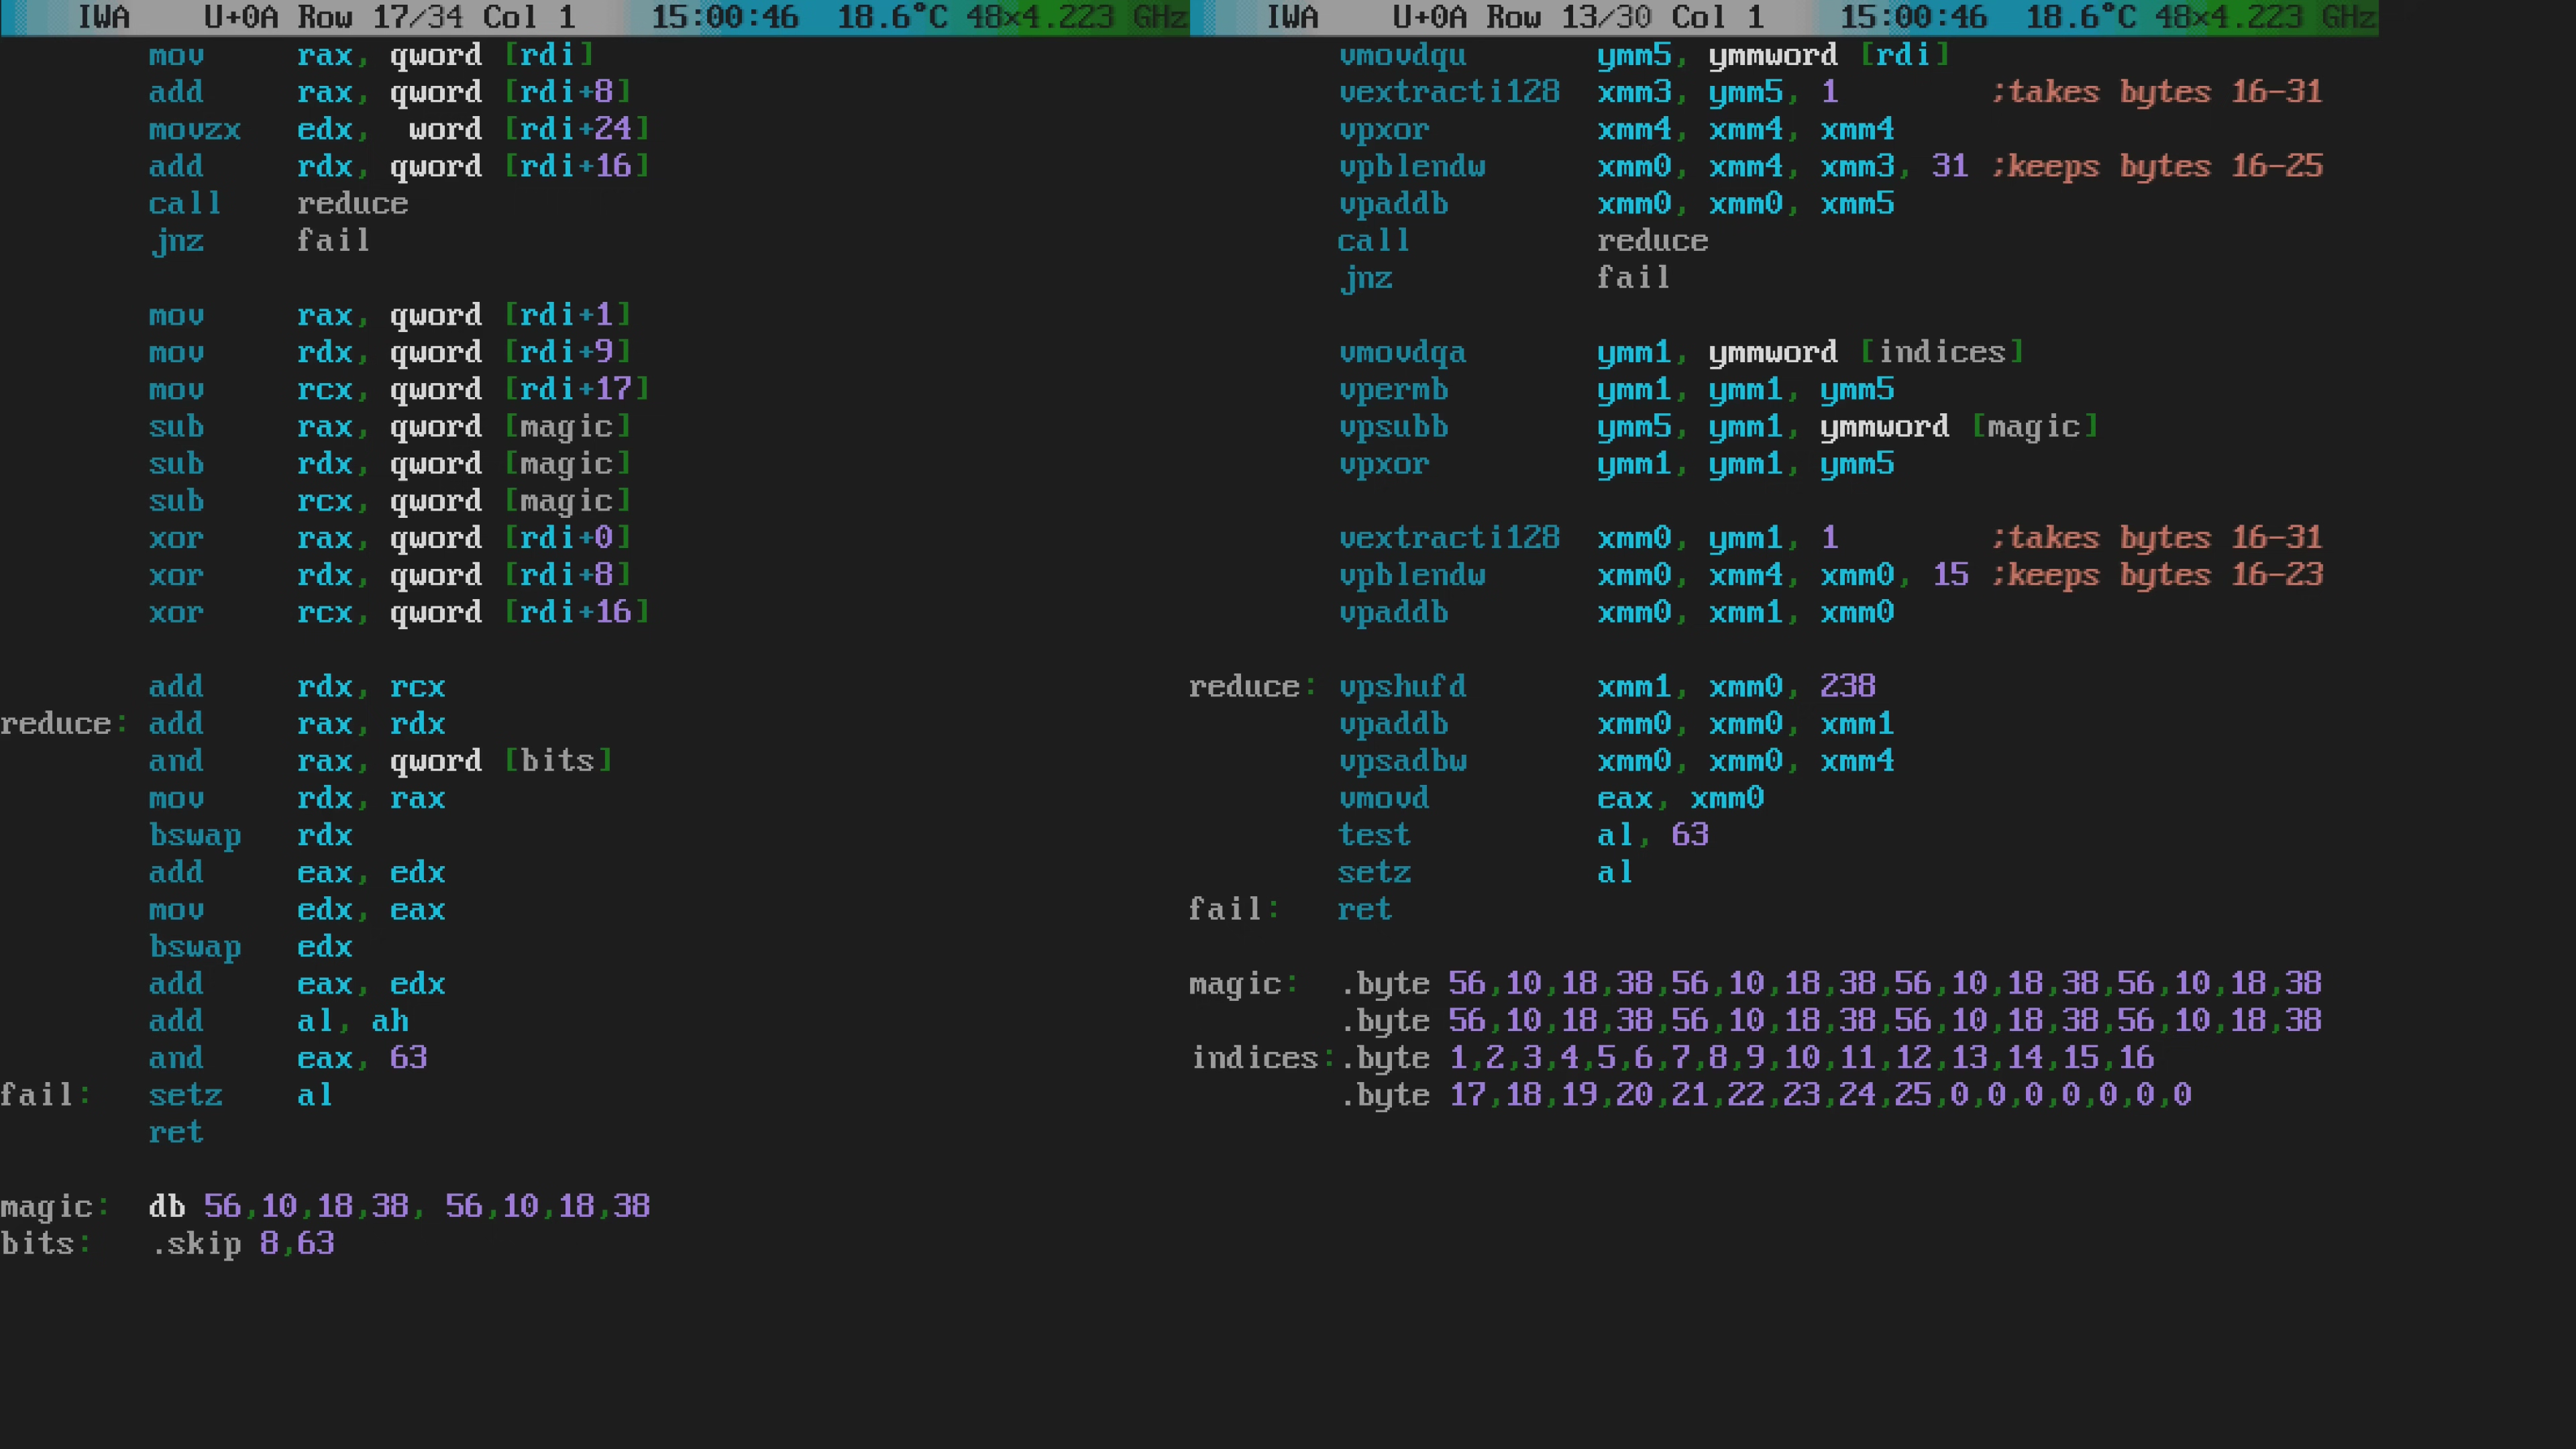 IWA U+0A Row 17/34 Col 1 15:00:46 18.6°C 48×4.223 GHz
mov rax, qword [rdi]
add rax, qword [rdi+8]
movzx edx, word [rdi+24]
add rdx, qword [rdi+16]
call reduce
jnz fail
mov rax, qword [rdi+1]
mov rdx, qword [rdi+9]
mov rcx, qword [rdi+17]
sub rax, qword [magic]
sub rdx, qword [magic]
sub rcx, qword [magic]
xor rax, qword [rdi+0]
xor rdx, qword [rdi+8]
xor rcx, qword [rdi+16]
add rdx, rcx
reduce: add rax, rdx
and rax, qword [bits]
mov rdx, rax
bswap rdx
add eax, edx
mov edx, eax
bswap edx
add eax, edx
add al, ah
and eax, 63
fail: setz al
ret
magic: db 56,10,18,38, 56,10,18,38
bits: .skip 8,63
IWA U+0A Row 13/30 Col 1 15:00:46 18.6°C 48×4.223 GHz
vmovdqu ymm5, ymmword [rdi]
vextracti128 xmm3, ymm5, 1 ;takes bytes 16-31
vpxor xmm4, xmm4, xmm4
vpblendw xmm0, xmm4, xmm3, 31 ;keeps bytes 16-25
vpaddb xmm0, xmm0, xmm5
call reduce
jnz fail
vmovdqa ymm1, ymmword [indices]
vpermb ymm1, ymm1, ymm5
vpsubb ymm5, ymm1, ymmword [magic]
vpxor ymm1, ymm1, ymm5
vextracti128 xmm0, ymm1, 1 ;takes bytes 16-31
vpblendw xmm0, xmm4, xmm0, 15 ;keeps bytes 16-23
vpaddb xmm0, xmm1, xmm0
reduce: vpshufd xmm1, xmm0, 238
vpaddb xmm0, xmm0, xmm1
vpsadbw xmm0, xmm0, xmm4
vmovd eax, xmm0
test al, 63
setz al
fail: ret
magic: .byte 56,10,18,38,56,10,18,38,56,10,18,38,56,10,18,38
.byte 56,10,18,38,56,10,18,38,56,10,18,38,56,10,18,38
indices:.byte 1,2,3,4,5,6,7,8,9,10,11,12,13,14,15,16
.byte 17,18,19,20,21,22,23,24,25,0,0,0,0,0,0,0